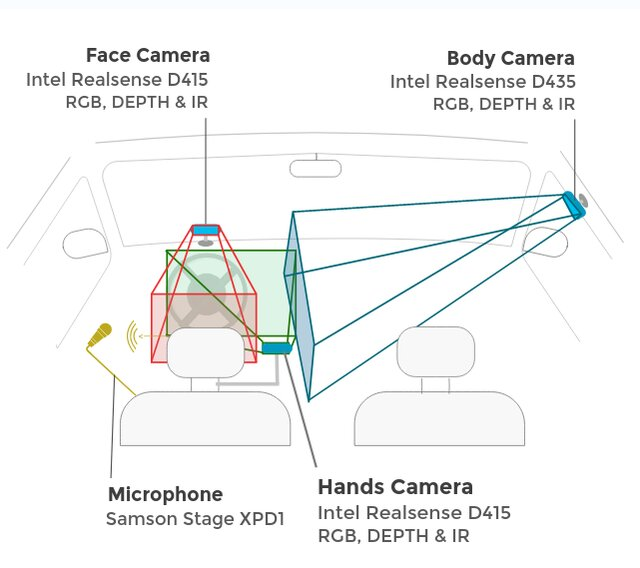 Face Camera
Intel Realsense D415
RGB, DEPTH & IR
Body Camera
Intel Realsense D435
RGB, DEPTH & IR
Microphone
Samson Stage XPD1
Hands Camera
Intel Realsense D415
RGB, DEPTH & IR